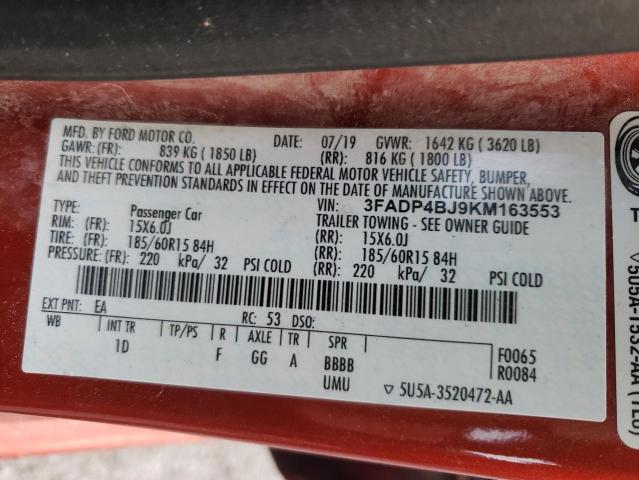 MFD. BY FORD MOTOR CO. DATE: 07/19 GVWR: 1642 KG ( 3620 LB)
GAWR: (FR): 839 KG ( 1850 LB) (RR): 816 KG ( 1800 LB)
THIS VEHICLE CONFORMS TO ALL APPLICABLE FEDERAL MOTOR VEHICLE SAFETY, BUMPER,
AND THEFT PREVENTION STANDARDS IN EFFECT ON THE DATE OF MANUFACTURE SHOWN ABOVE.
VIN: 3FADP4BJ9KM163553
TYPE: Passenger Car TRAILER TOWING - SEE OWNER GUIDE
RIM: (FR): 15X6.0J (RR): 15X6.0J
TIRE: (FR): 185/60R15 84H (RR): 185/60R15 84H
PRESSURE: (FR): 220 kPa/ 32 PSI COLD (RR): 220 kPa/ 32 PSI COLD
EXT PNT: EA RC: 53 DSO:
WB INT TR TP/PS R AXLE TR SPR
1D F GG A BBBB
UMU
F0065
R0084
▽ 5U5A-3520472-AA